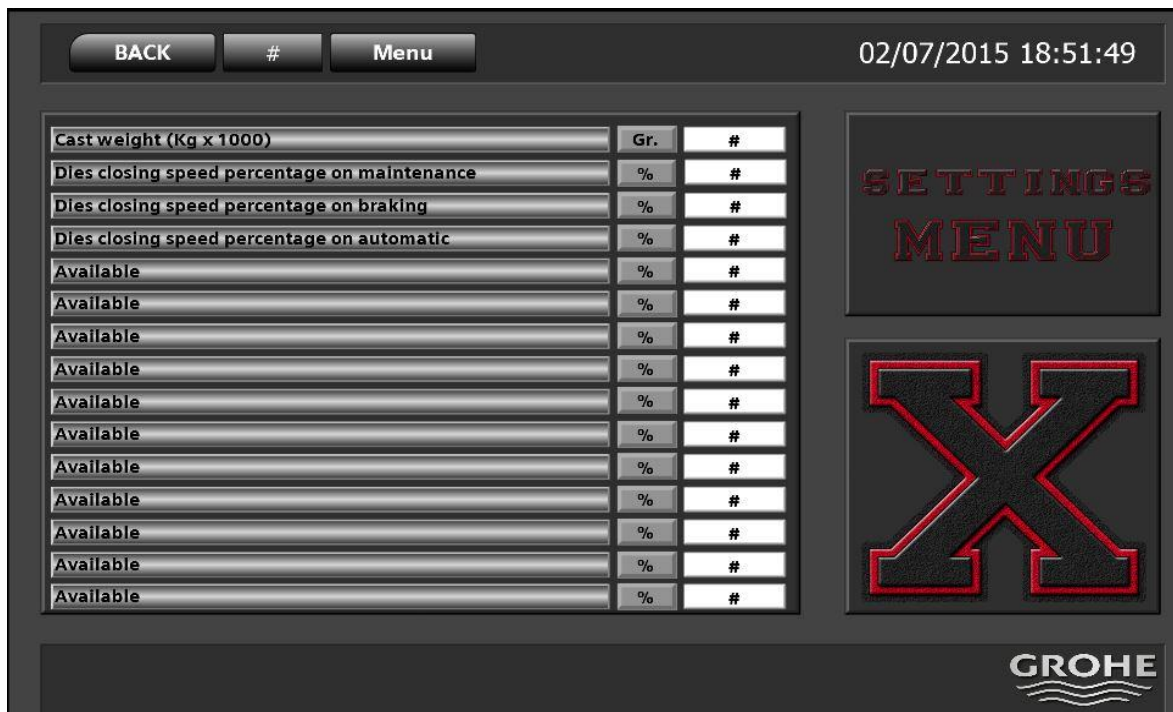 BACK # Menu 02/07/2015 18:51:49
Cast weight (Kg x 1000) Gr. #
Dies closing speed percentage on maintenance % #
Dies closing speed percentage on braking % #
Dies closing speed percentage on automatic % #
Available % #
Available % #
Available % #
Available % #
Available % #
Available % #
Available % #
Available % #
Available % #
Available % #
Available % #
SETTINGS
MENU
X
GROHE